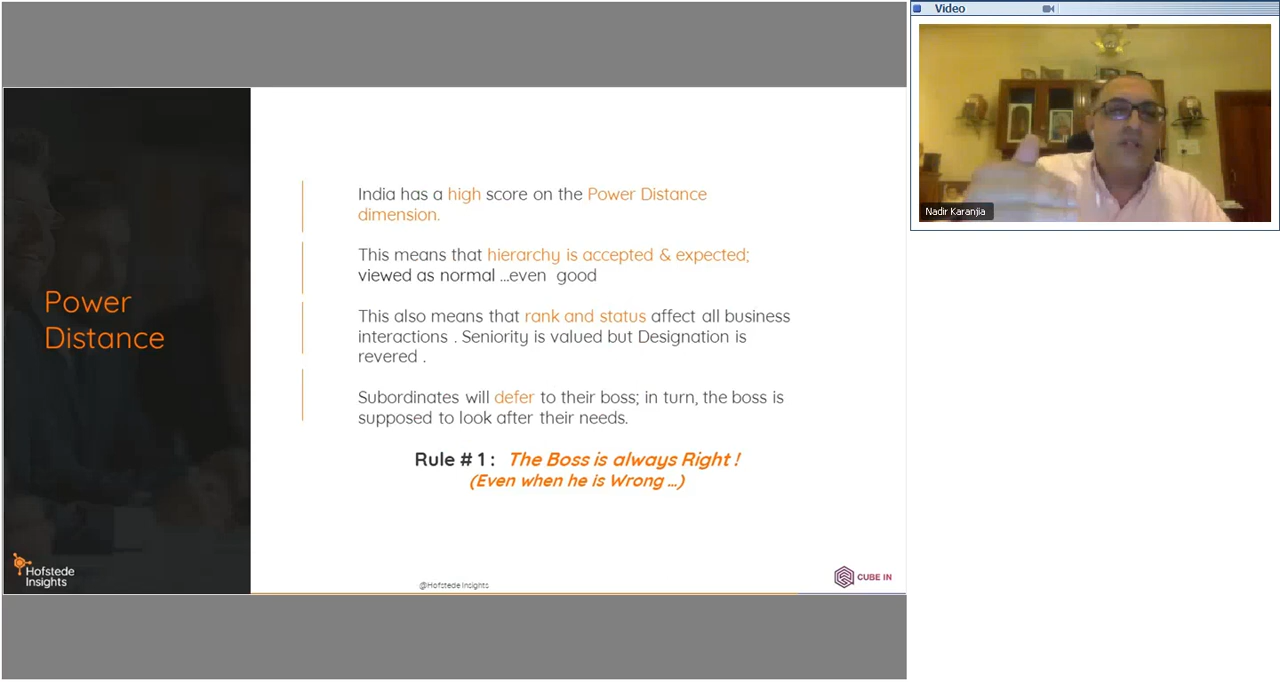 Power
Distance
India has a high score on the Power Distance
dimension.
This means that hierarchy is accepted & expected;
viewed as normal ...even good
This also means that rank and status affect all business
interactions . Seniority is valued but Designation is
revered .
Subordinates will defer to their boss; in turn, the boss is
supposed to look after their needs.
Rule # 1 : The Boss is always Right !
(Even when he is Wrong ...)
Hofstede
Insights
@Hofstede Insights
CUBE IN
Video
Nadir Karanjia